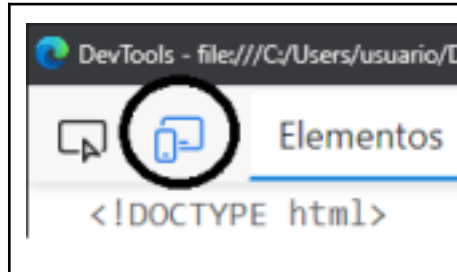 DevTools - file:///C:/Users/usuario/D
Elementos
<!DOCTYPE html>